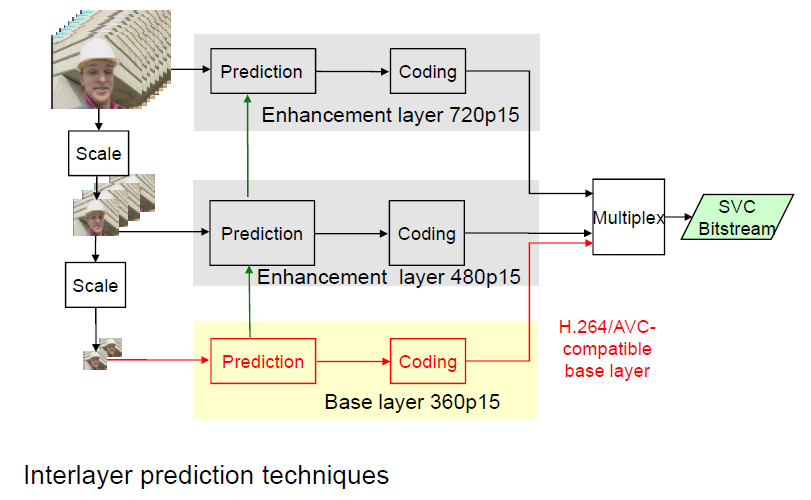 Prediction
Coding
Enhancement layer 720p15
Scale
Prediction
Coding
Enhancement layer 480p15
Multiplex
SVC
Bitstream
Scale
H.264/AVC-
compatible
base layer
Prediction
Coding
Base layer 360p15
Interlayer prediction techniques